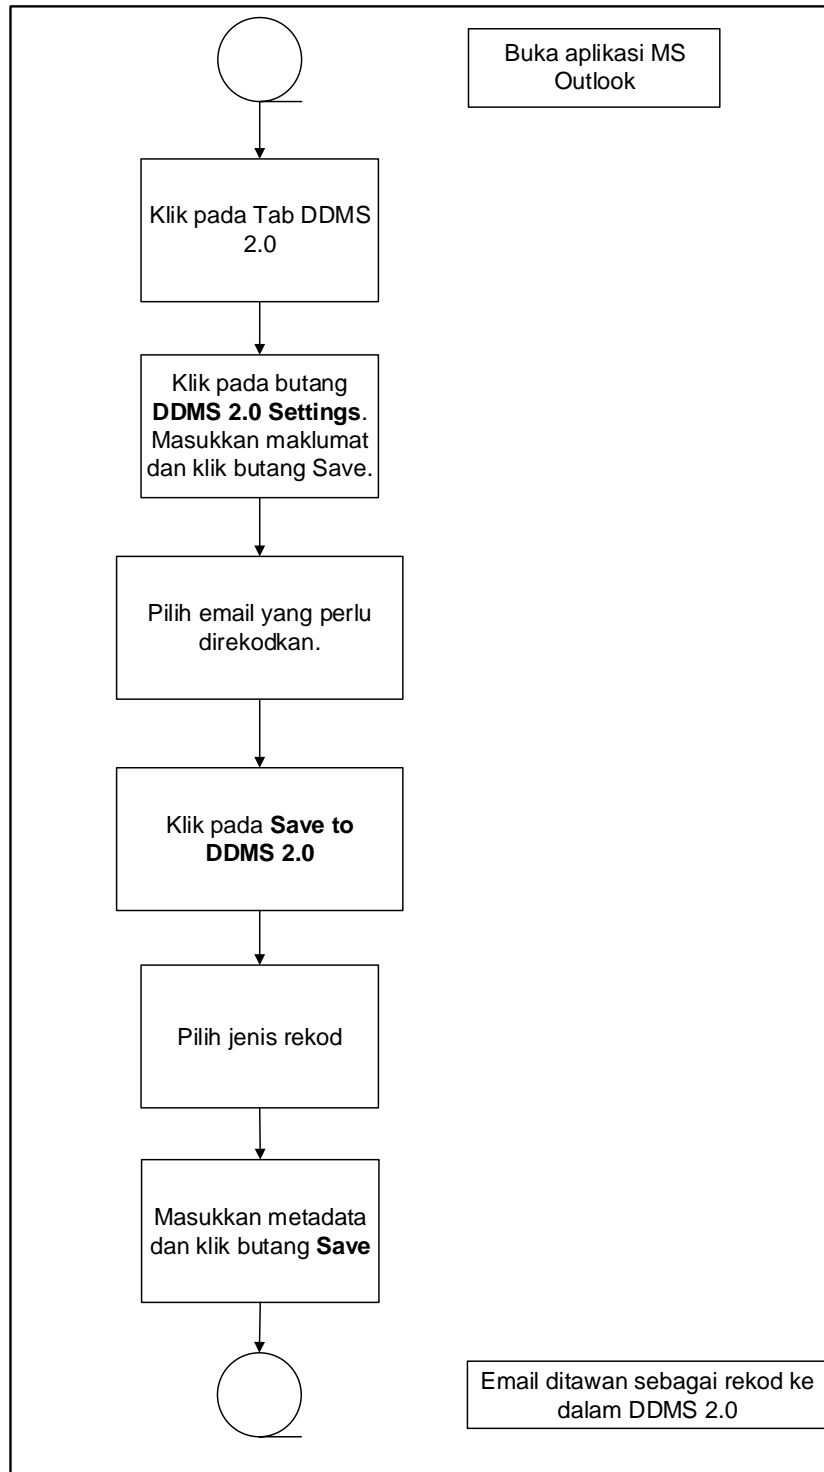 Buka aplikasi MS
Outlook
Klik pada Tab DDMS
2.0
Klik pada butang
DDMS 2.0 Settings.
Masukkan maklumat
dan klik butang Save.
Pilih email yang perlu
direkodkan.
Klik pada Save to
DDMS 2.0
Pilih jenis rekod
Masukkan metadata
dan klik butang Save
Email ditawan sebagai rekod ke
dalam DDMS 2.0